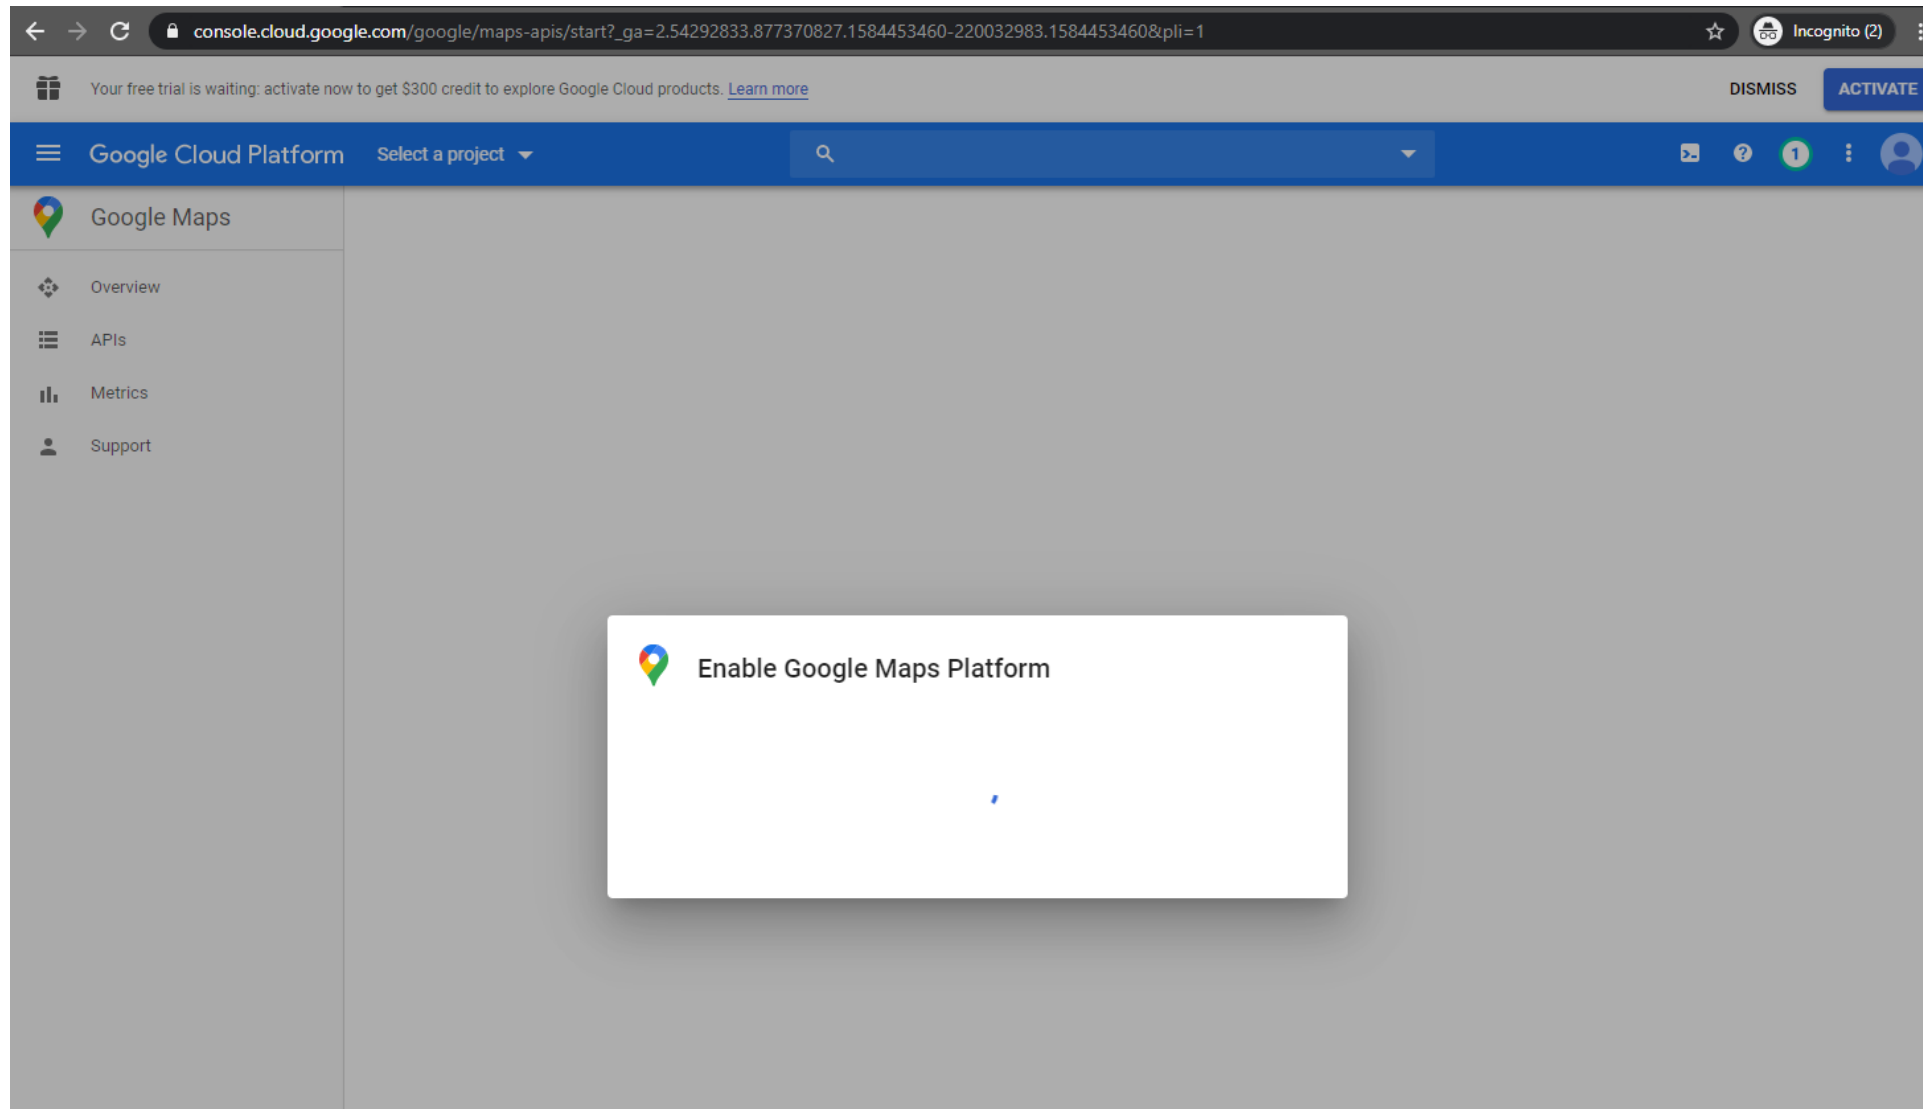 console.cloud.google.com/google/maps-apis/start?_ga=2.54292833.877370827.1584453460-220032983.1584453460&pli=1
Incognito (2)
Your free trial is waiting: activate now to get $300 credit to explore Google Cloud products. Learn more
DISMISS
ACTIVATE
Google Cloud Platform
Select a project
1
Google Maps
Overview
APIs
Metrics
Support
Enable Google Maps Platform